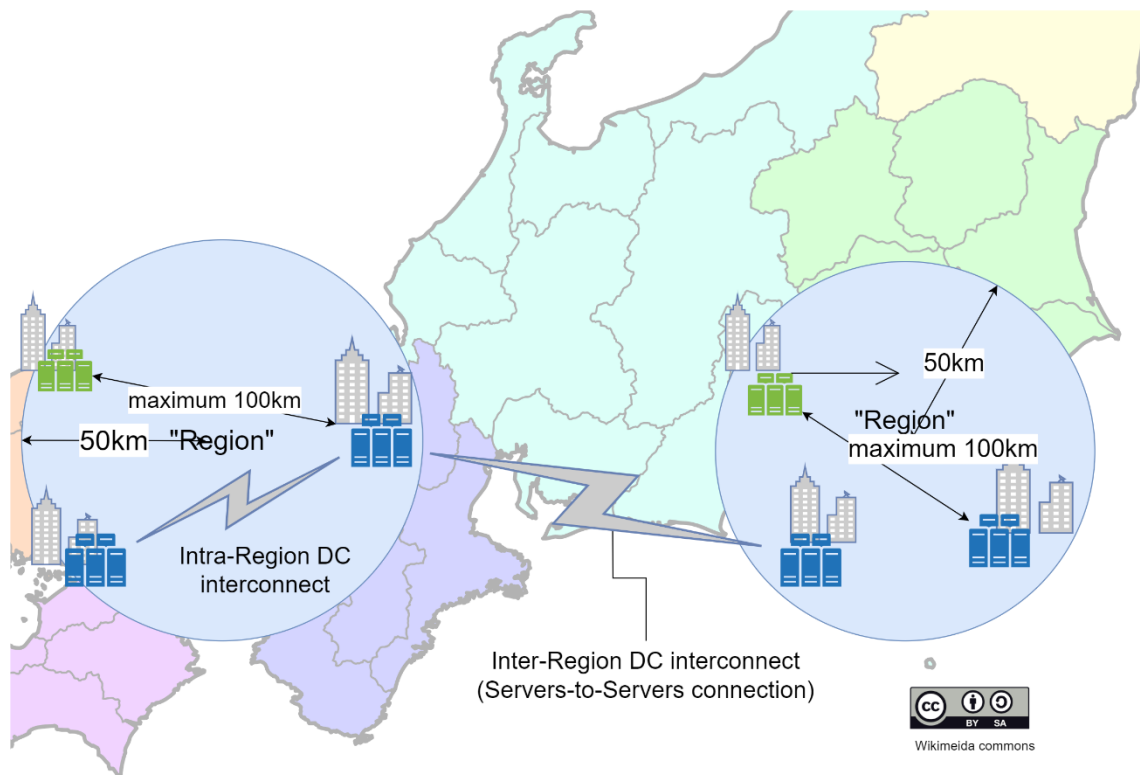 maximum 100km
50km
"Region"
Intra-Region DC
interconnect
50km
"Region"
maximum 100km
Inter-Region DC interconnect
(Servers-to-Servers connection)
cc
BY SA
Wikimeida commons